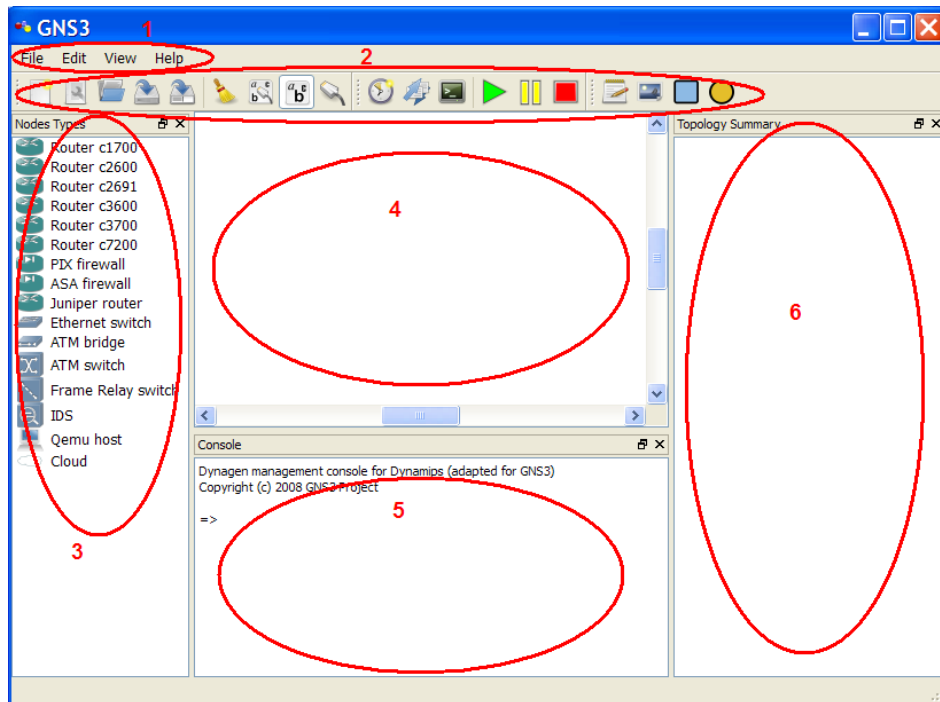 GNS3
1
File Edit View Help
2
Nodes Types
Router c1700
Router c2600
Router c2691
Router c3600
Router c3700
Router c7200
PIX firewall
ASA firewall
Juniper router
Ethernet switch
ATM bridge
ATM switch
Frame Relay switch
IDS
Qemu host
Cloud
3
4
Console
Dynagen management console for Dynamips (adapted for GNS3)
Copyright (c) 2008 GNS3 Project
=>
5
Topology Summary
6